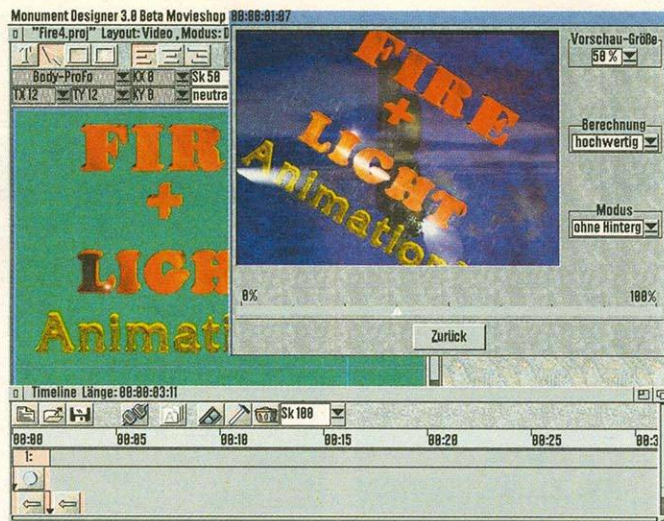 Monument Designer 3.0 Beta Movieshop 00:00:01:07
"Fire4.proj" Layout: Video , Modus: D
T
Body-ProFo KX 0 Sk 50
TX 12 TY 12 KY 0 neutra
FIR
+
LIGH
Animati
FIRE
+
LIGHT
Animation
Vorschau-Größe
50 %
Berechnung
hochwertig
Modus
ohne Hinterg
0% 100%
Zurück
Timeline Länge: 00:00:03:11
A Sk 100
00:00 00:05 00:10 00:15 00:20 00:25 00:3
1: